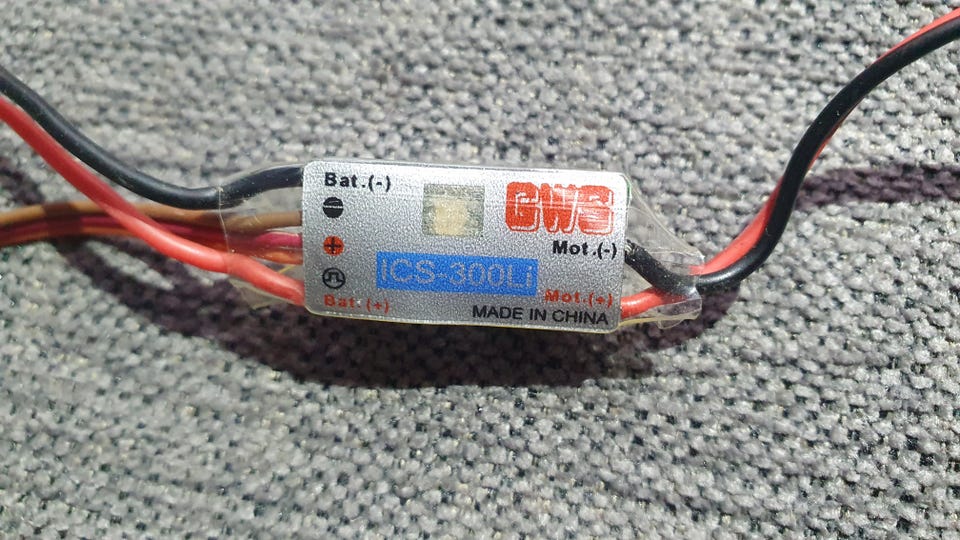 Bat.(-)
GWS
Mot.(-)
ICS-300Li
Mot.(+)
Bat.(+)
MADE IN CHINA